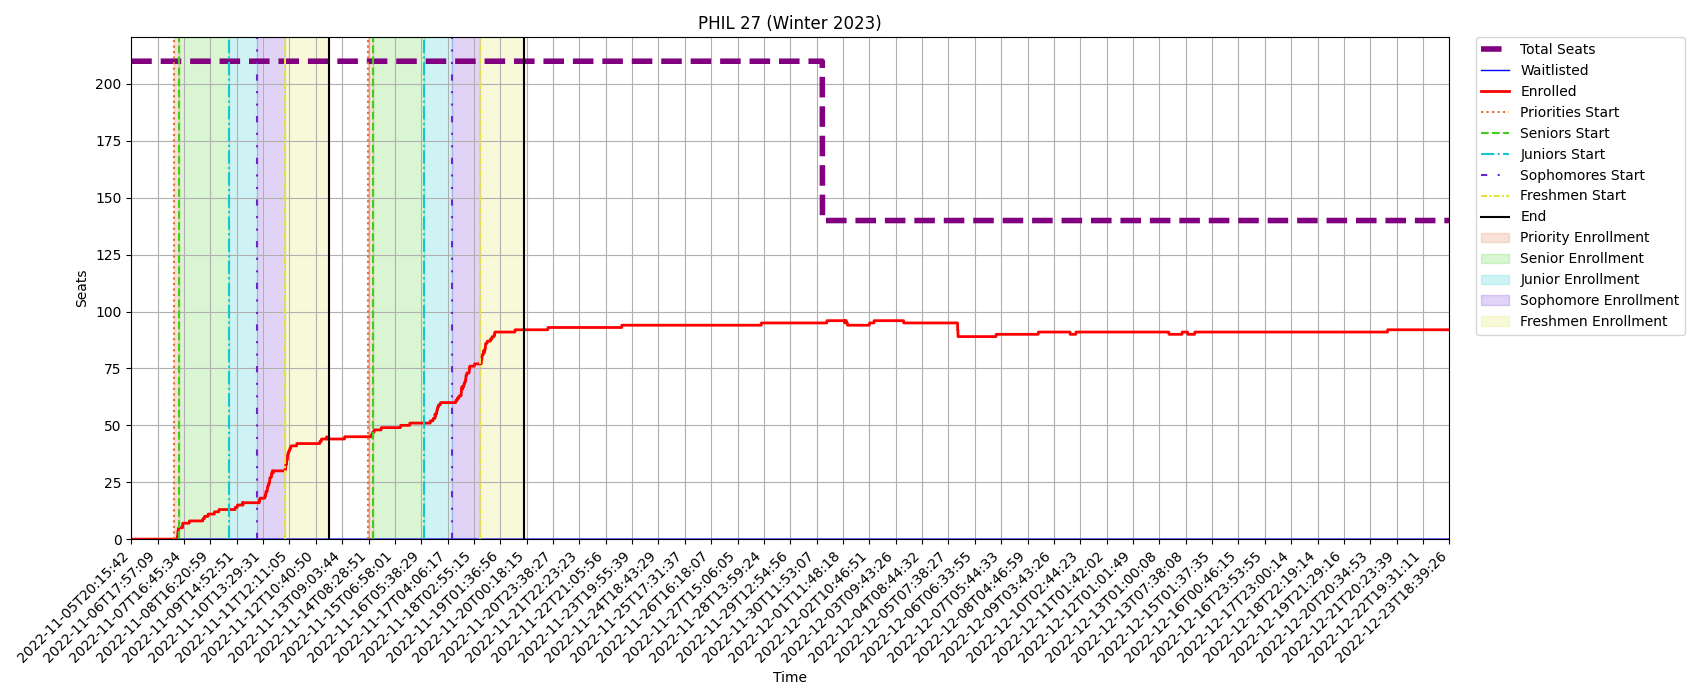 PHIL 27 (Winter 2023)
Total Seats
Waitlisted
Enrolled
Priorities Start
Seniors Start
Juniors Start
Sophomores Start
Freshmen Start
End
Priority Enrollment
Senior Enrollment
Junior Enrollment
Sophomore Enrollment
Freshmen Enrollment
Seats
200
175
150
125
100
75
50
25
0
2022-11-05T20:15:42
2022-11-06T17:57:09
2022-11-07T16:45:34
2022-11-08T16:20:59
2022-11-09T14:52:51
2022-11-10T13:29:31
2022-11-11T12:11:05
2022-11-12T10:40:50
2022-11-13T09:03:44
2022-11-14T08:28:51
2022-11-15T06:58:01
2022-11-16T05:38:29
2022-11-17T04:06:17
2022-11-18T02:55:15
2022-11-19T01:36:56
2022-11-20T00:18:15
2022-11-20T23:38:27
2022-11-21T22:23:23
2022-11-22T21:05:56
2022-11-23T19:55:39
2022-11-24T18:43:29
2022-11-25T17:31:37
2022-11-26T16:18:07
2022-11-27T15:06:05
2022-11-28T13:59:24
2022-11-29T12:54:56
2022-11-30T11:53:07
2022-12-01T11:48:18
2022-12-02T10:46:51
2022-12-03T09:43:26
2022-12-04T08:44:32
2022-12-05T07:38:27
2022-12-06T06:33:55
2022-12-07T05:44:33
2022-12-08T04:46:59
2022-12-09T03:43:26
2022-12-10T02:44:23
2022-12-11T01:42:02
2022-12-12T01:01:49
2022-12-13T01:00:08
2022-12-13T07:38:08
2022-12-15T01:37:35
2022-12-16T00:46:15
2022-12-16T23:53:55
2022-12-17T23:00:14
2022-12-18T22:19:14
2022-12-19T21:29:16
2022-12-20T20:34:53
2022-12-21T20:23:39
2022-12-22T19:31:11
2022-12-23T18:39:26
Time